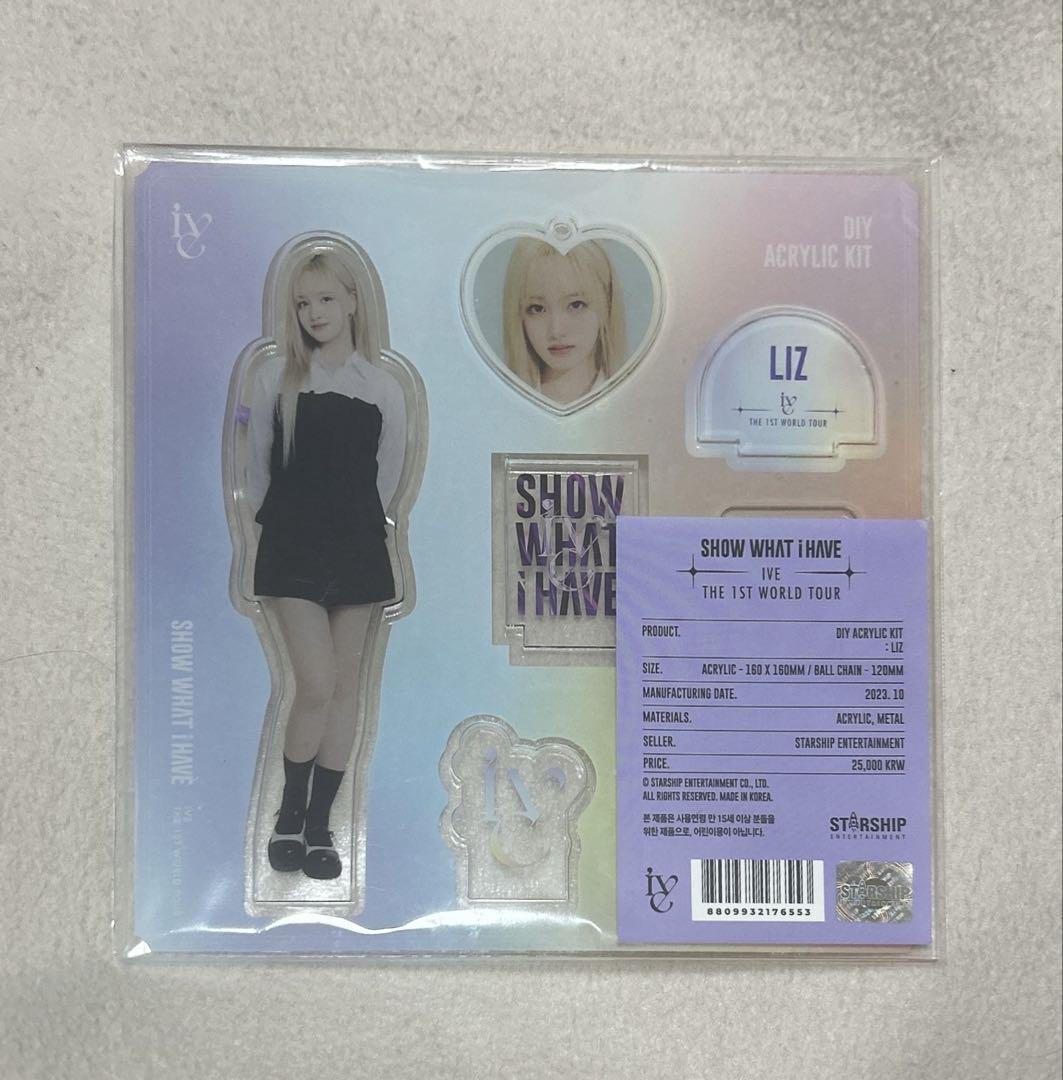 ive
DIY
ACRYLIC KIT
LIZ
ive
THE 1ST WORLD TOUR
SHOW
WHAT
i HAVE
ive
SHOW WHAT i HAVE
ive
SHOW WHAT i HAVE
IVE
THE 1ST WORLD TOUR
PRODUCT. DIY ACRYLIC KIT
: LIZ
SIZE. ACRYLIC - 160 X 160MM / BALL CHAIN - 120MM
MANUFACTURING DATE. 2023. 10
MATERIALS. ACRYLIC, METAL
SELLER. STARSHIP ENTERTAINMENT
PRICE. 25,000 KRW
© STARSHIP ENTERTAINMENT CO., LTD.
ALL RIGHTS RESERVED. MADE IN KOREA.
본 제품은 사용연령 만 15세 이상 분들을
위한 제품으로, 어린이용이 아닙니다.
STARSHIP
ENTERTAINMENT
ive
8809932176553
STARSHIP